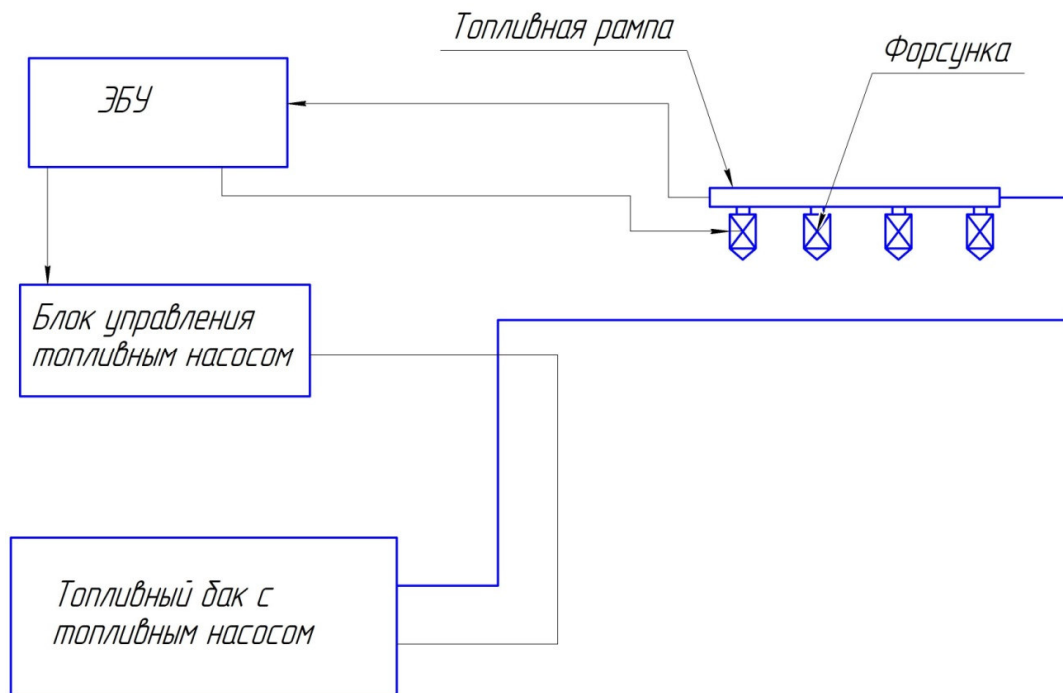 Топливная рампа
Форсунка
ЭБУ
Блок управления
топливным насосом
Топливный бак с
топливным насосом